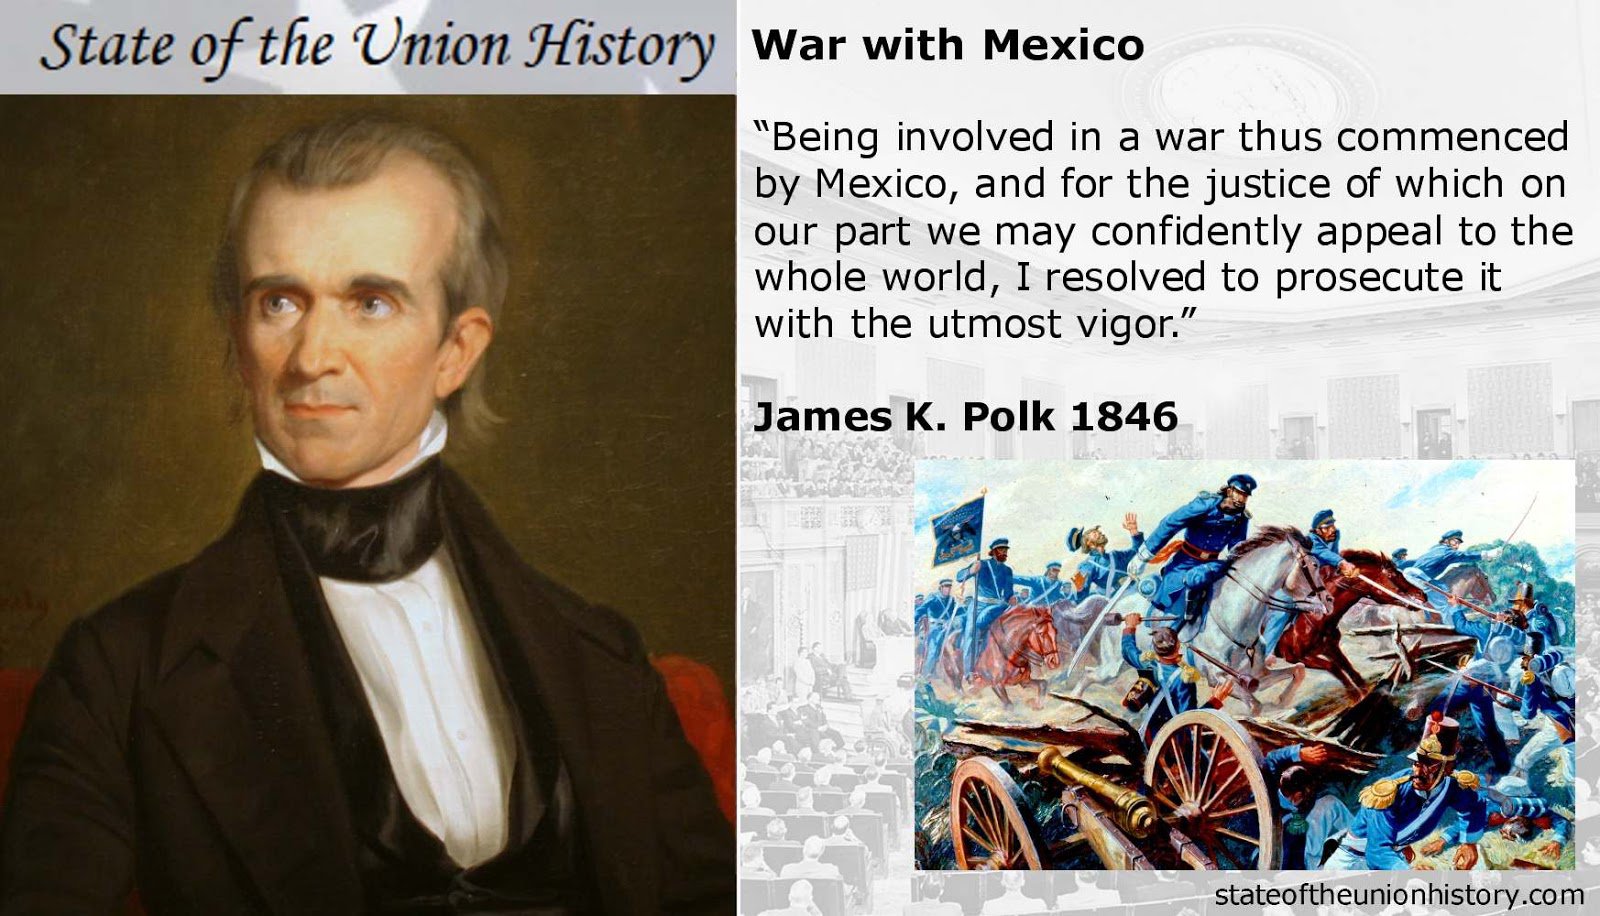 State of the Union History
War with Mexico
“Being involved in a war thus commenced
by Mexico, and for the justice of which on
our part we may confidently appeal to the
whole world, I resolved to prosecute it
with the utmost vigor.”
James K. Polk 1846
stateoftheunionhistory.com